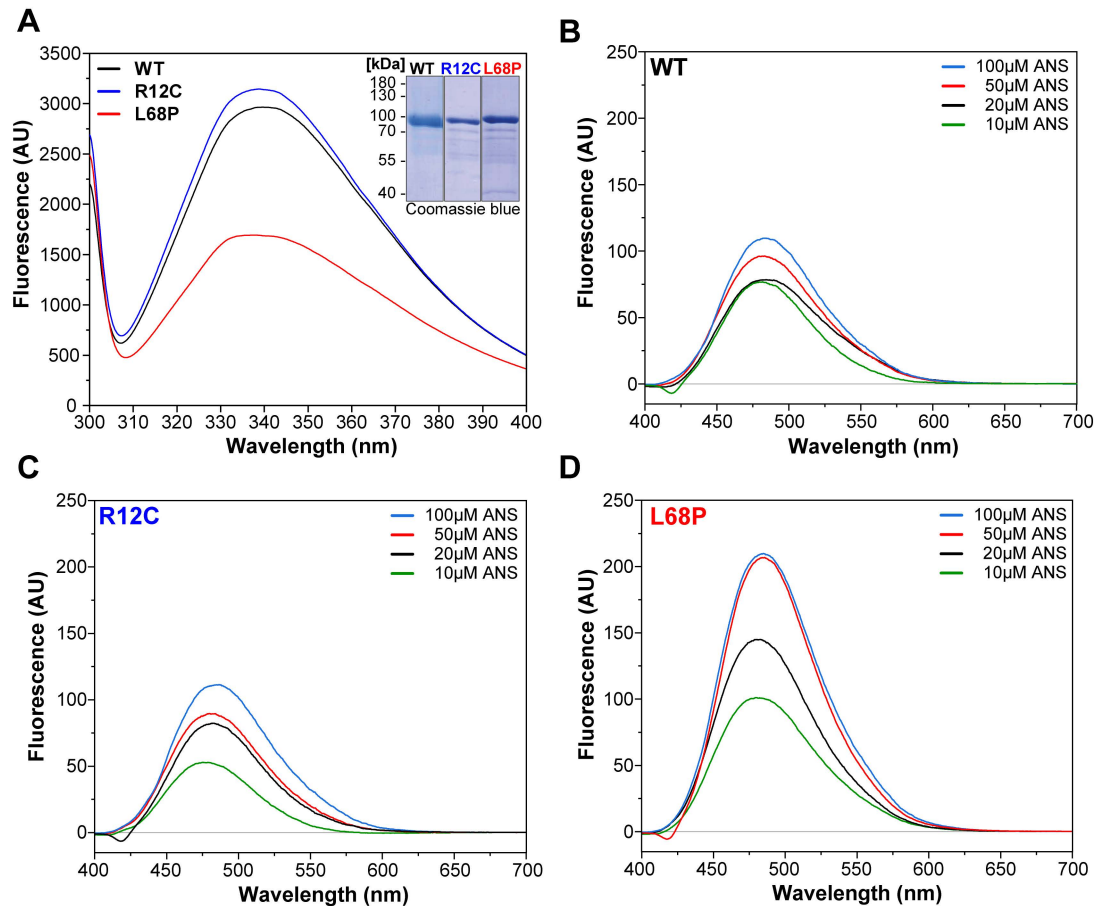 A
3500
3000
2500
2000
1500
1000
500
0
Fluorescence (AU)
WT
R12C
L68P
[kDa] WT R12C L68P
180
130
100
70
55
40
Coomassie blue
300 310 320 330 340 350 360 370 380 390 400
Wavelength (nm)
B
250
200
150
100
50
0
Fluorescence (AU)
WT
100µM ANS
50µM ANS
20µM ANS
10µM ANS
400 450 500 550 600 650 700
Wavelength (nm)
C
250
200
150
100
50
0
Fluorescence (AU)
R12C
100µM ANS
50µM ANS
20µM ANS
10µM ANS
400 450 500 550 600 650 700
Wavelength (nm)
D
250
200
150
100
50
0
Fluorescence (AU)
L68P
100µM ANS
50µM ANS
20µM ANS
10µM ANS
400 450 500 550 600 650 700
Wavelength (nm)